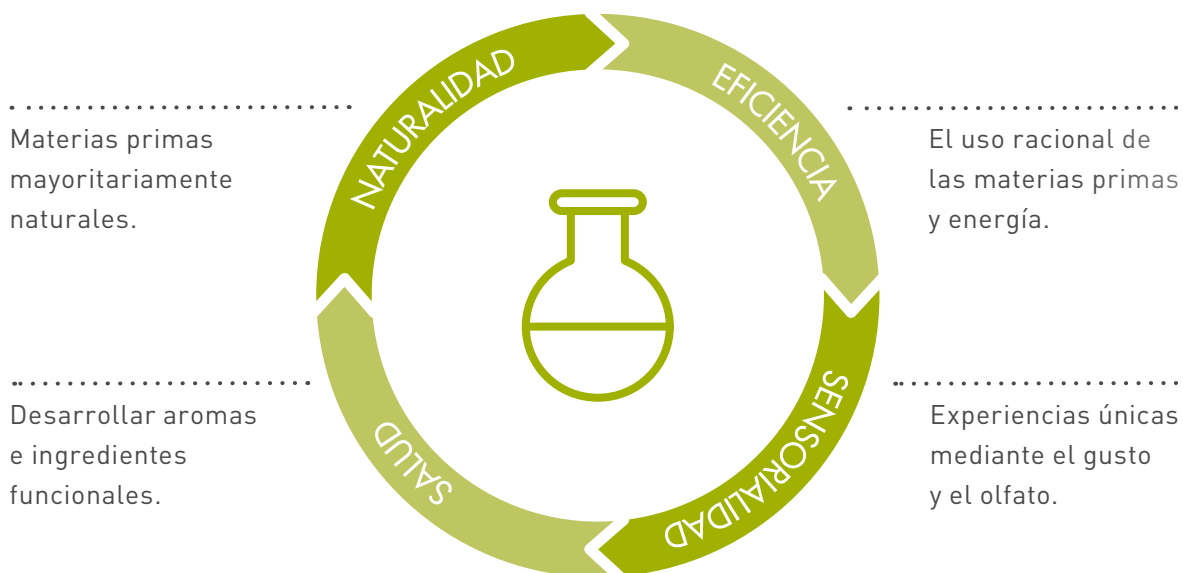 NATURALIDAD
Materias primas
mayoritariamente
naturales.
EFICIENCIA
El uso racional de
las materias primas
y energía.
SALUD
Desarrollar aromas
e ingredientes
funcionales.
SENSORIALIDAD
Experiencias únicas
mediante el gusto
y el olfato.